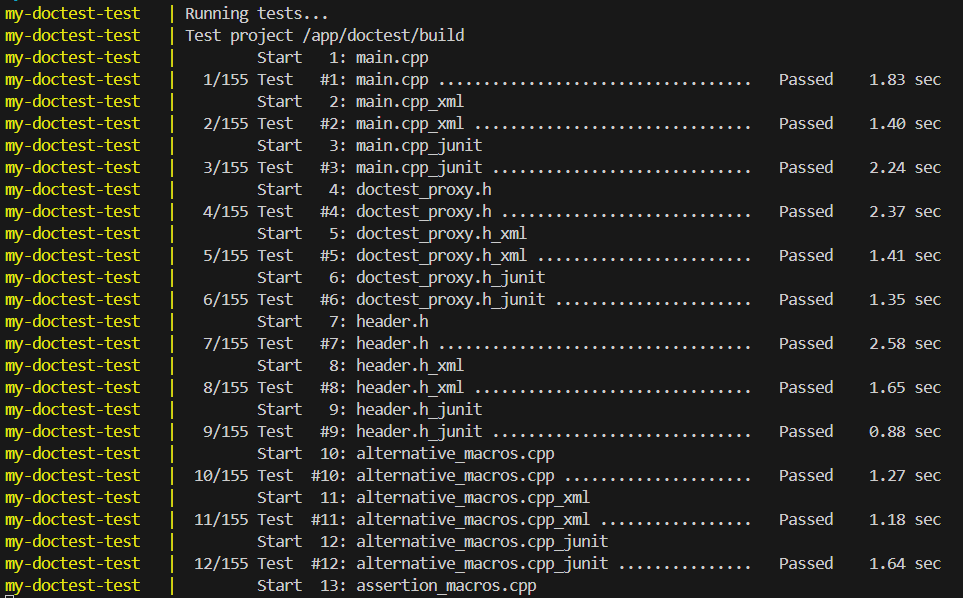 my-doctest-test   | Running tests...
my-doctest-test   | Test project /app/doctest/build
my-doctest-test   |         Start   1: main.cpp
my-doctest-test   |   1/155 Test   #1: main.cpp ...................................   Passed    1.83 sec
my-doctest-test   |         Start   2: main.cpp_xml
my-doctest-test   |   2/155 Test   #2: main.cpp_xml ...............................   Passed    1.40 sec
my-doctest-test   |         Start   3: main.cpp_junit
my-doctest-test   |   3/155 Test   #3: main.cpp_junit .............................   Passed    2.24 sec
my-doctest-test   |         Start   4: doctest_proxy.h
my-doctest-test   |   4/155 Test   #4: doctest_proxy.h ............................   Passed    2.37 sec
my-doctest-test   |         Start   5: doctest_proxy.h_xml
my-doctest-test   |   5/155 Test   #5: doctest_proxy.h_xml ........................   Passed    1.41 sec
my-doctest-test   |         Start   6: doctest_proxy.h_junit
my-doctest-test   |   6/155 Test   #6: doctest_proxy.h_junit ......................   Passed    1.35 sec
my-doctest-test   |         Start   7: header.h
my-doctest-test   |   7/155 Test   #7: header.h ...................................   Passed    2.58 sec
my-doctest-test   |         Start   8: header.h_xml
my-doctest-test   |   8/155 Test   #8: header.h_xml ...............................   Passed    1.65 sec
my-doctest-test   |         Start   9: header.h_junit
my-doctest-test   |   9/155 Test   #9: header.h_junit .............................   Passed    0.88 sec
my-doctest-test   |         Start  10: alternative_macros.cpp
my-doctest-test   |  10/155 Test  #10: alternative_macros.cpp .....................   Passed    1.27 sec
my-doctest-test   |         Start  11: alternative_macros.cpp_xml
my-doctest-test   |  11/155 Test  #11: alternative_macros.cpp_xml .................   Passed    1.18 sec
my-doctest-test   |         Start  12: alternative_macros.cpp_junit
my-doctest-test   |  12/155 Test  #12: alternative_macros.cpp_junit ...............   Passed    1.64 sec
my-doctest-test   |         Start  13: assertion_macros.cpp